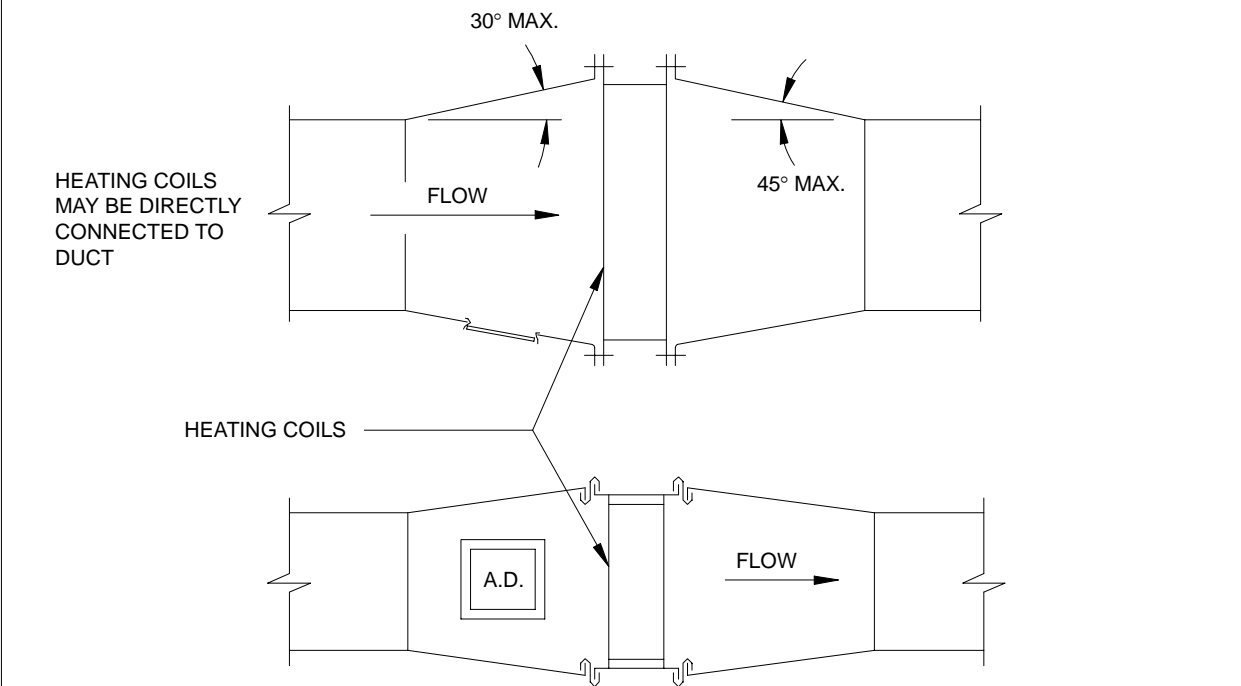 30° MAX.
45° MAX.
HEATING COILS
MAY BE DIRECTLY
CONNECTED TO
DUCT
FLOW
HEATING COILS
A.D.
FLOW